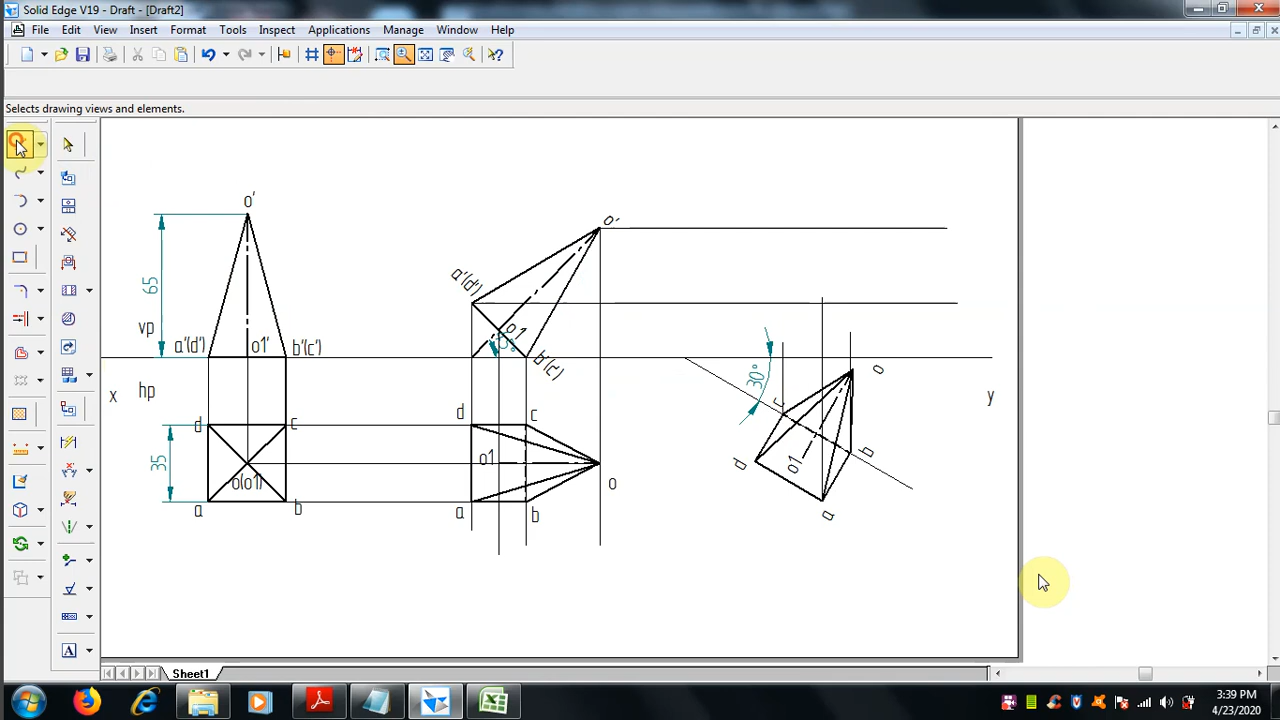 Solid Edge V19 - Draft - [Draft2]
File Edit View Insert Format Tools Inspect Applications Manage Window Help
Selects drawing views and elements.
o'
o'
65
a'(d')
vp
a'(d') o1' b'(c')
o1
b'(c')
30°
x hp
y
o
c
d c
d c
35
o(o1)
o1
o
b
d o1
a b
a b
a
A
Sheet1
3:39 PM
4/23/2020